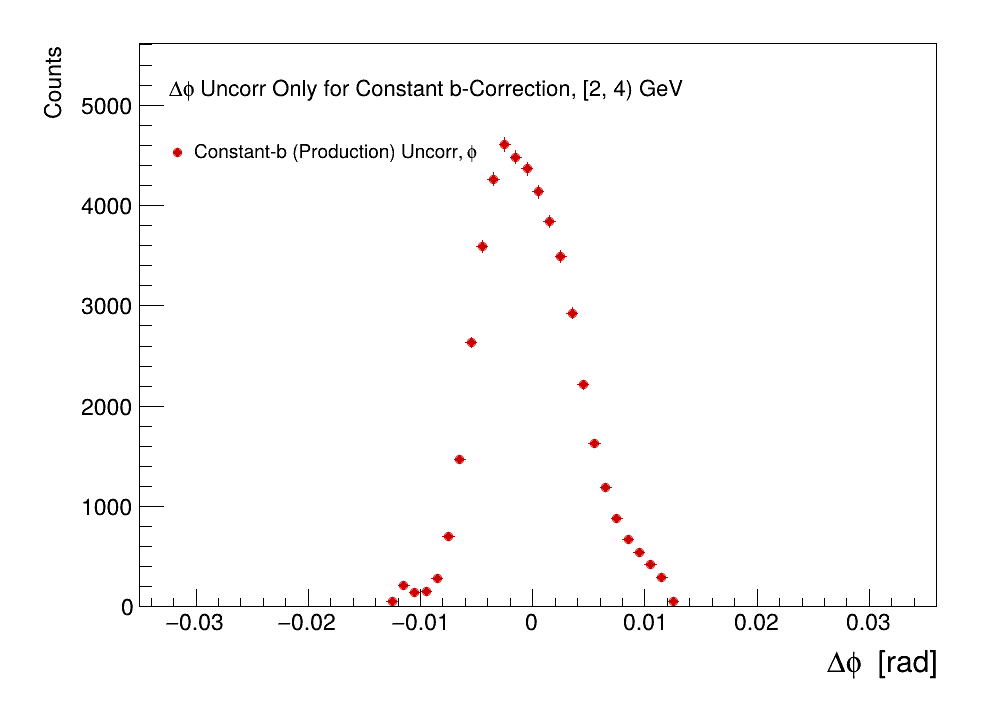 Counts
Δϕ Uncorr Only for Constant b-Correction, [2, 4) GeV
Constant-b (Production) Uncorr, ϕ
5000
4000
3000
2000
1000
0
−0.03 −0.02 −0.01 0 0.01 0.02 0.03
Δϕ [rad]